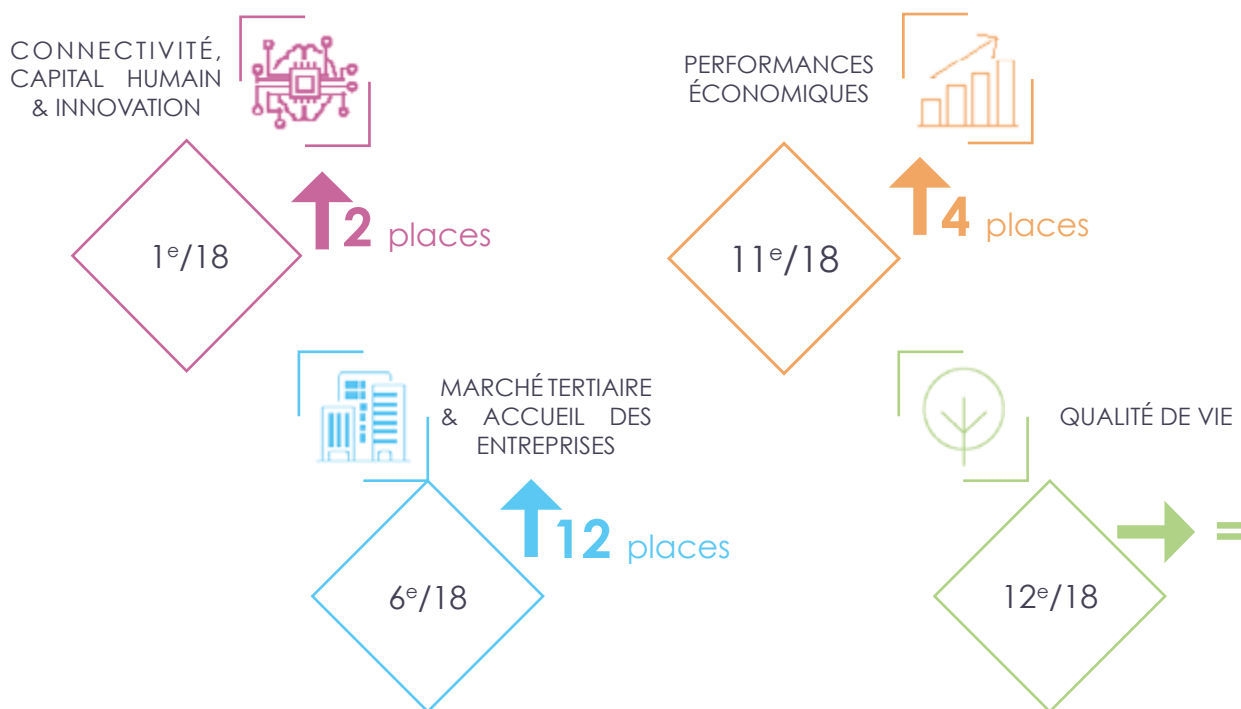 CONNECTIVITÉ,
CAPITAL HUMAIN
& INNOVATION
1e/18
2 places
PERFORMANCES
ÉCONOMIQUES
11e/18
4 places
MARCHÉ TERTIAIRE
& ACCUEIL DES
ENTREPRISES
6e/18
12 places
QUALITÉ DE VIE
12e/18
=